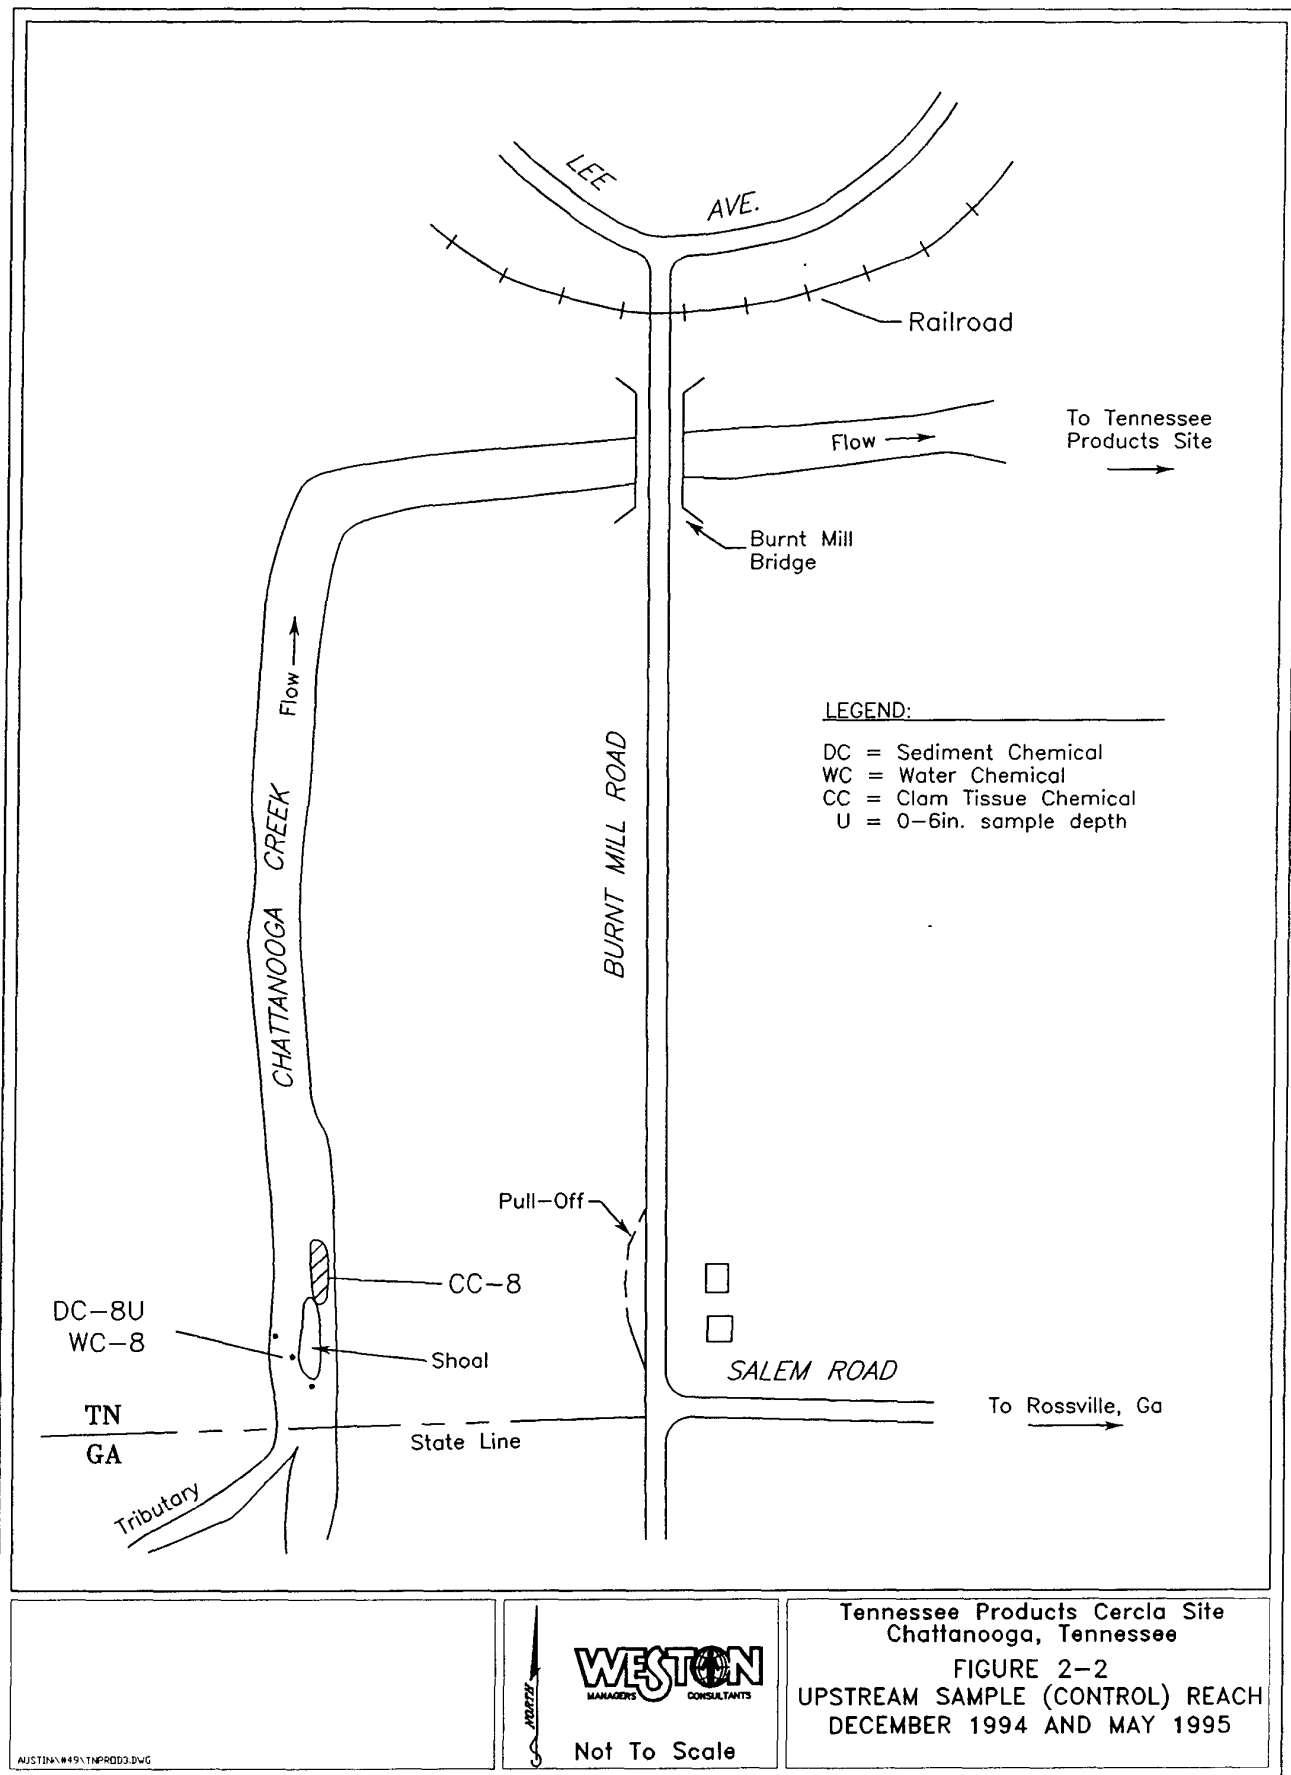 LEE AVE.
Railroad
Flow
To Tennessee
Products Site
Burnt Mill
Bridge
Flow
CHATTANOOGA CREEK
BURNT MILL ROAD
LEGEND:
DC = Sediment Chemical
WC = Water Chemical
CC = Clam Tissue Chemical
U = 0-6in. sample depth
Pull-Off
CC-8
DC-8U
WC-8
Shoal
SALEM ROAD
TN
GA
State Line
To Rossville, Ga
Tributary
NORTH
WESTON
MANAGERS CONSULTANTS
Not To Scale
Tennessee Products Cercla Site
Chattanooga, Tennessee
FIGURE 2-2
UPSTREAM SAMPLE (CONTROL) REACH
DECEMBER 1994 AND MAY 1995
AUSTIN\#49\TNPROD3.DWG